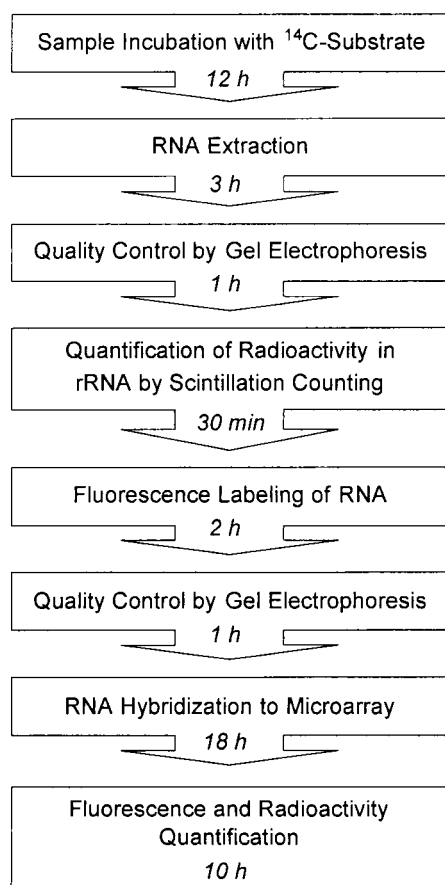 Sample Incubation with ¹⁴C-Substrate
12 h
RNA Extraction
3 h
Quality Control by Gel Electrophoresis
1 h
Quantification of Radioactivity in
rRNA by Scintillation Counting
30 min
Fluorescence Labeling of RNA
2 h
Quality Control by Gel Electrophoresis
1 h
RNA Hybridization to Microarray
18 h
Fluorescence and Radioactivity
Quantification
10 h